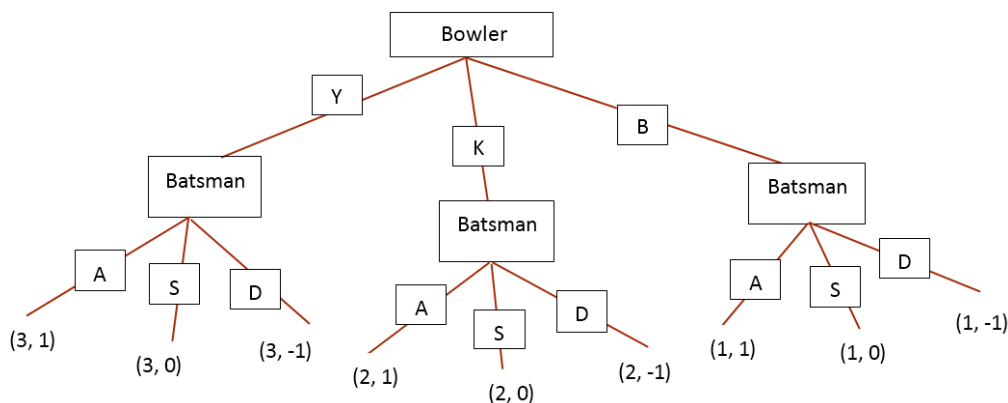 Bowler
Y
K
B
Batsman
Batsman
Batsman
A
S
D
A
S
D
A
S
D
(3, 1)
(3, 0)
(3, -1)
(2, 1)
(2, 0)
(2, -1)
(1, 1)
(1, 0)
(1, -1)